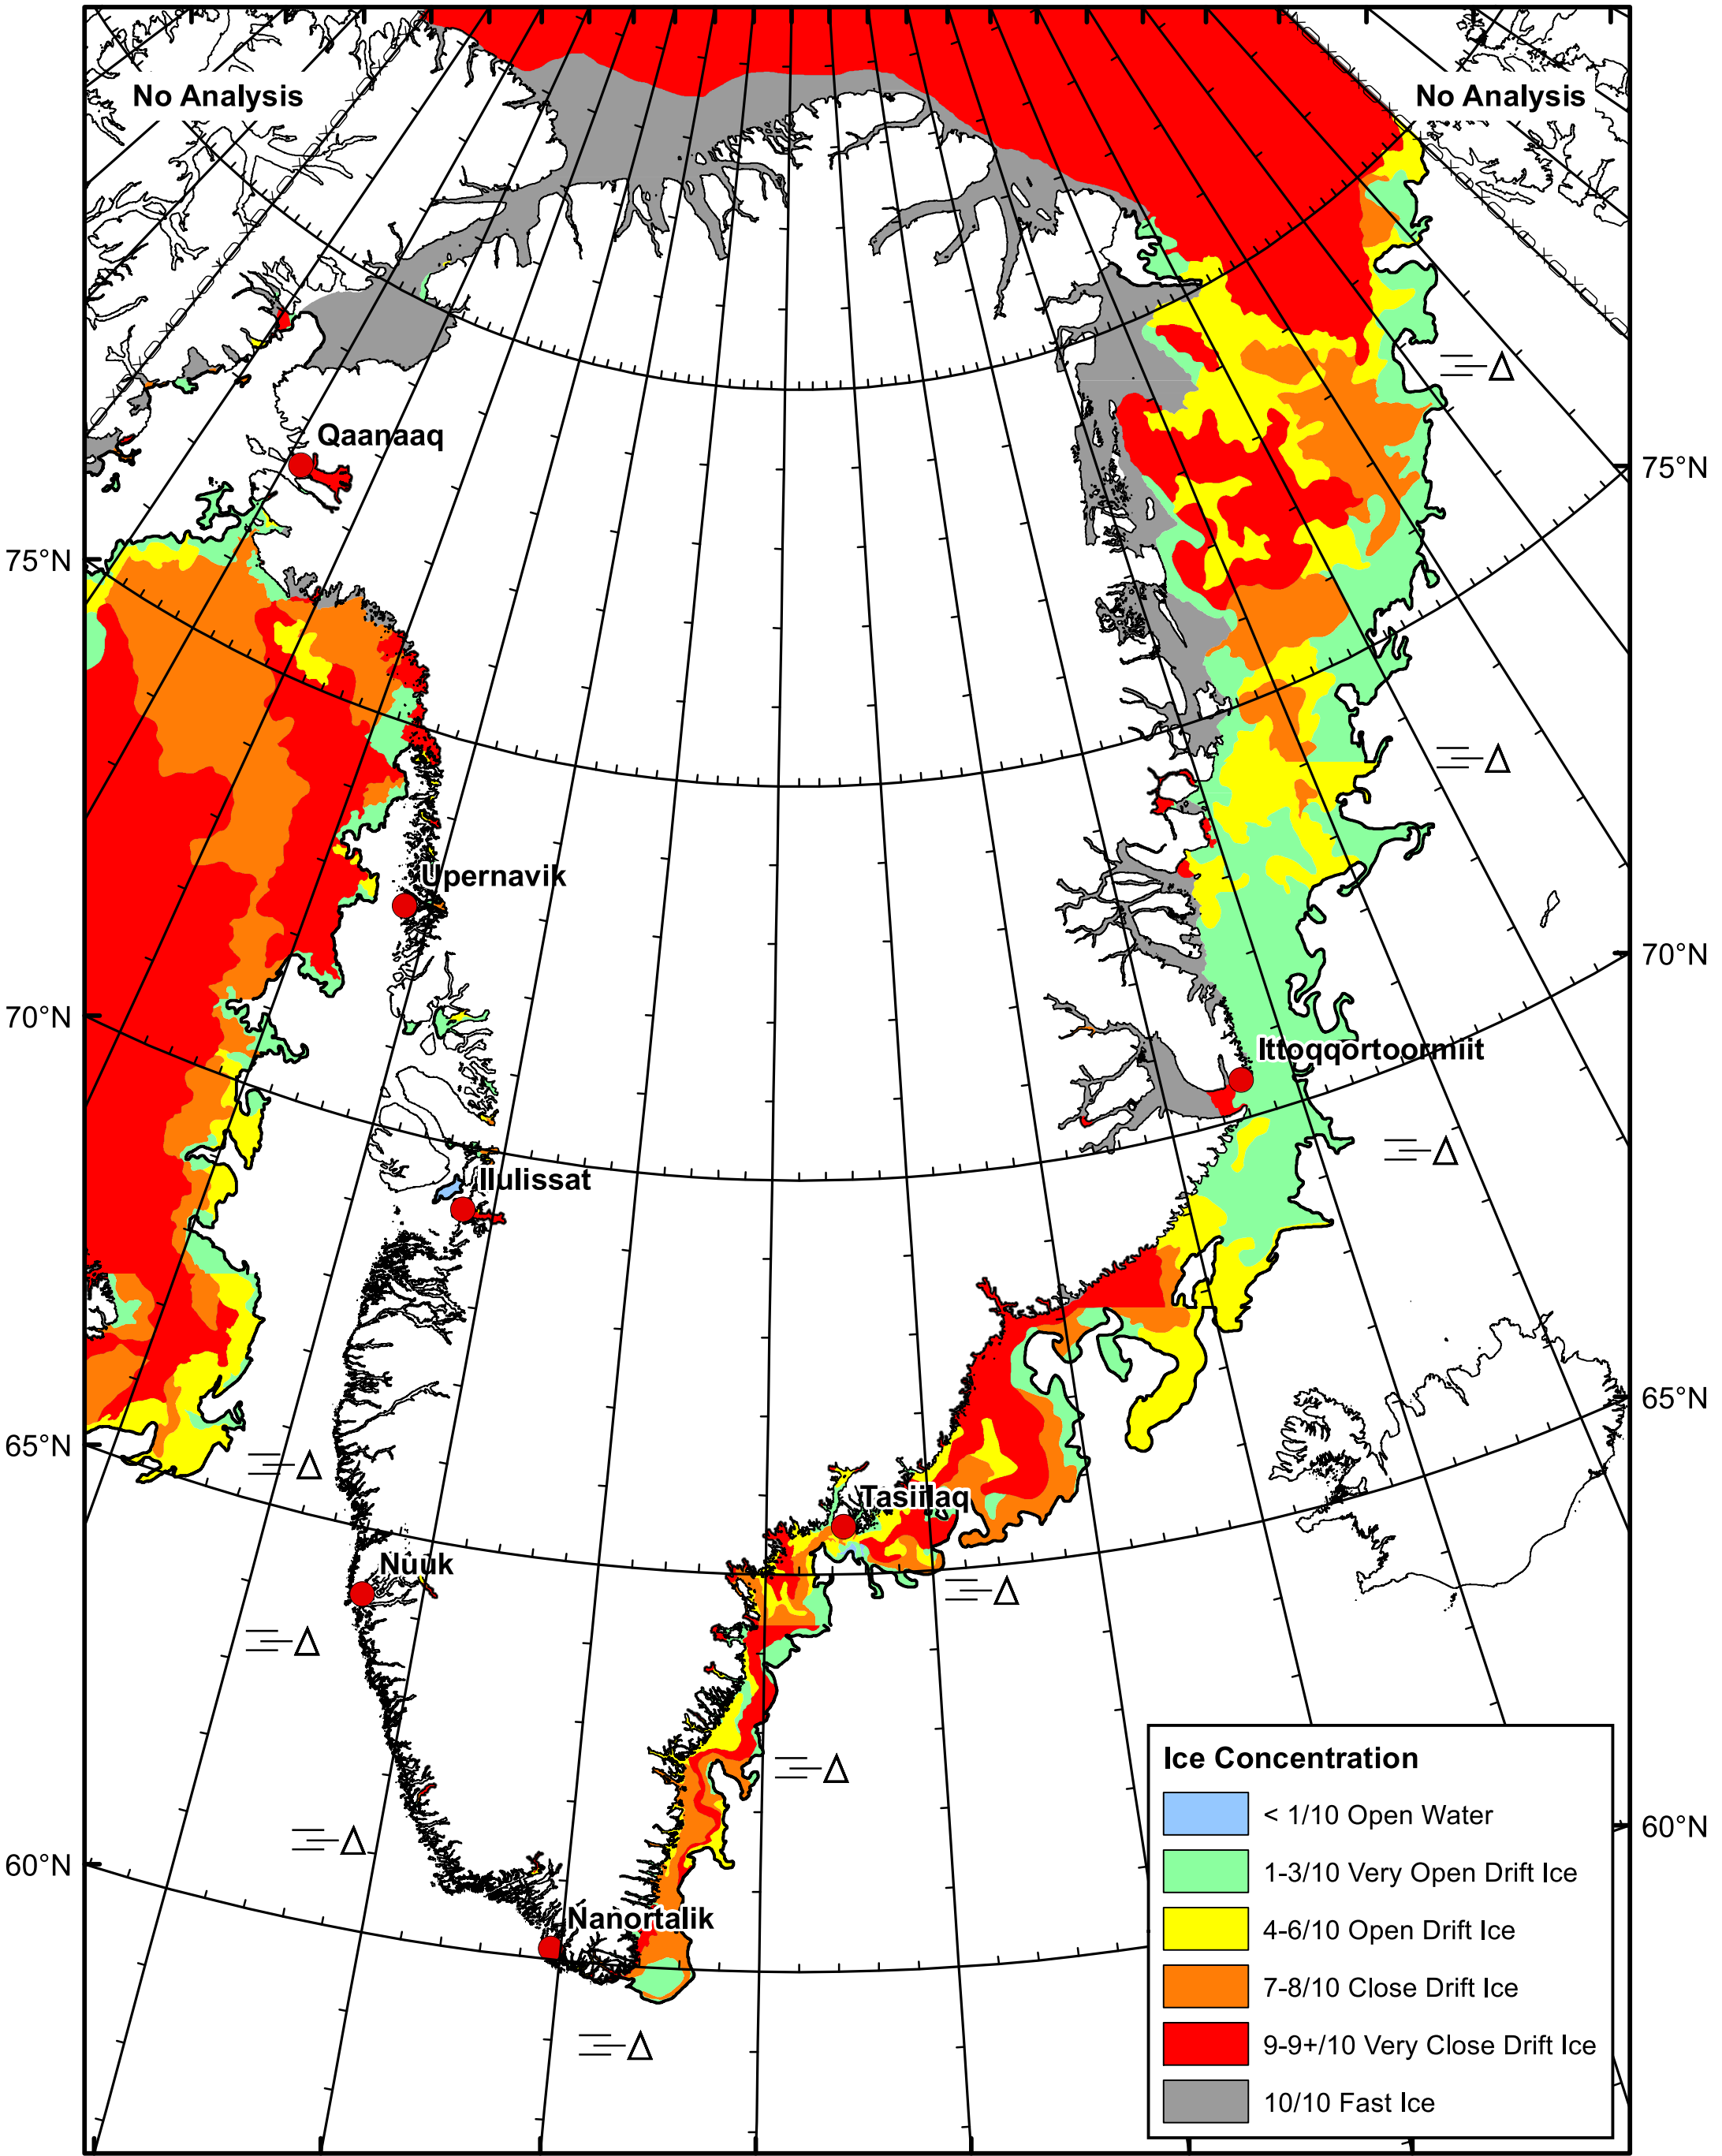 No Analysis
No Analysis
Qaanaaq
75°N
75°N
Upernavik
70°N
70°N
Ittoqqortoormiit
Ilulissat
65°N
65°N
Tasiilaq
Nuuk
Ice Concentration
< 1/10 Open Water
60°N
60°N
1-3/10 Very Open Drift Ice
Nanortalik
4-6/10 Open Drift Ice
7-8/10 Close Drift Ice
9-9+/10 Very Close Drift Ice
10/10 Fast Ice